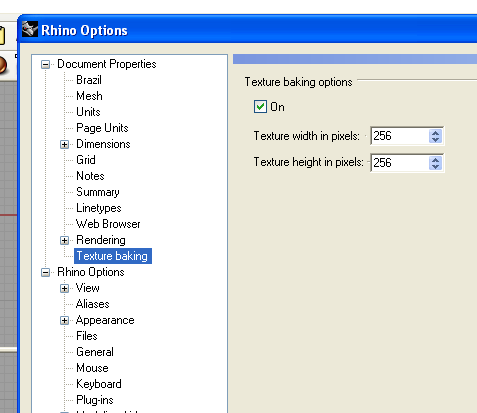 Rhino Options
Document Properties
Brazil
Mesh
Units
Page Units
Dimensions
Grid
Notes
Summary
Linetypes
Web Browser
Rendering
Texture baking
Rhino Options
View
Aliases
Appearance
Files
General
Mouse
Keyboard
Plug-ins
Texture baking options
On
Texture width in pixels: 256
Texture height in pixels: 256